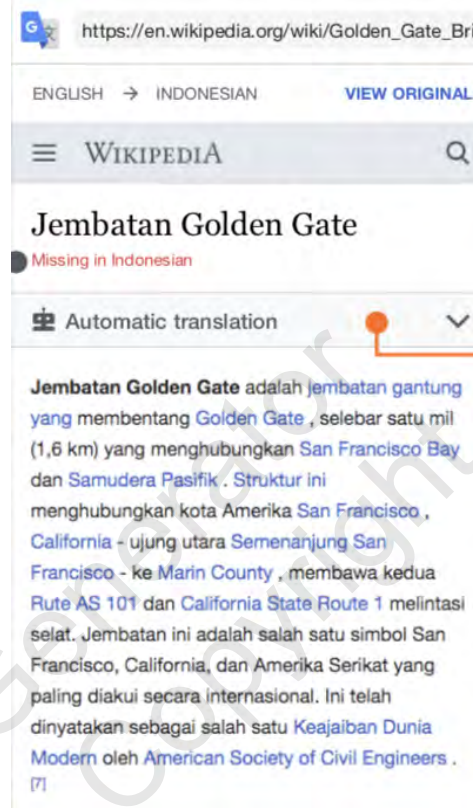 https://en.wikipedia.org/wiki/Golden_Gate_Bri
ENGLISH → INDONESIAN VIEW ORIGINAL
WIKIPEDIA
Jembatan Golden Gate
Missing in Indonesian
Automatic translation
Jembatan Golden Gate adalah jembatan gantung
yang membentang Golden Gate , selebar satu mil
(1,6 km) yang menghubungkan San Francisco Bay
dan Samudera Pasifik . Struktur ini
menghubungkan kota Amerika San Francisco ,
California - ujung utara Semenanjung San
Francisco - ke Marin County , membawa kedua
Rute AS 101 dan California State Route 1 melintasi
selat. Jembatan ini adalah salah satu simbol San
Francisco, California, dan Amerika Serikat yang
paling diakui secara internasional. Ini telah
dinyatakan sebagai salah satu Keajaiban Dunia
Modern oleh American Society of Civil Engineers .
[7]
Generator
Copyright